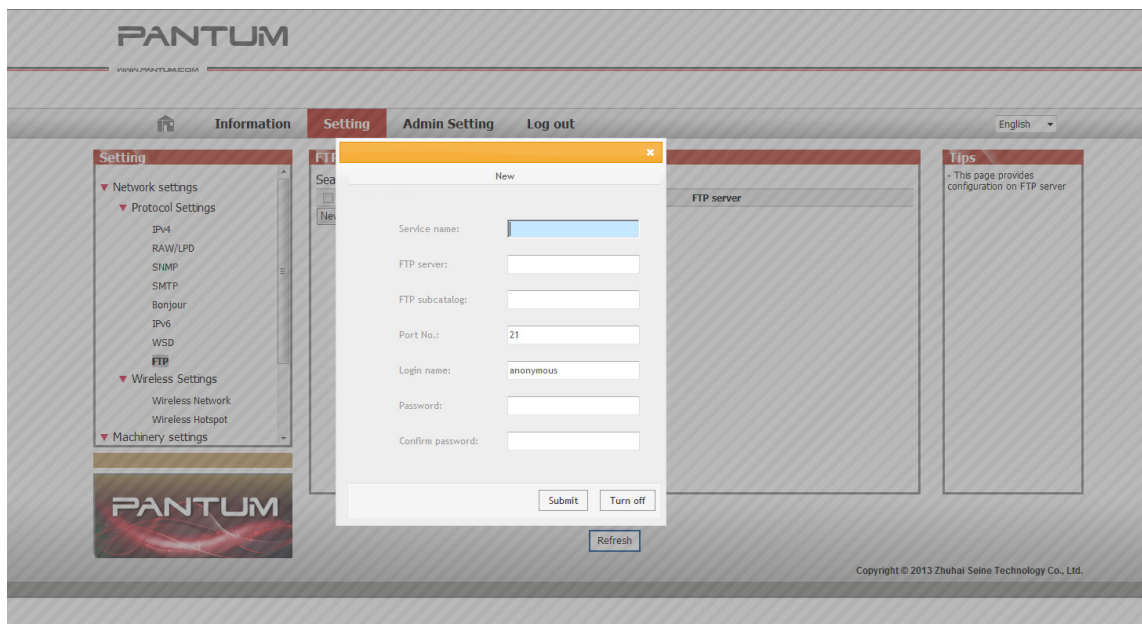 PANTUM
WWW.PANTUM.COM
Information
Setting
Admin Setting
Log out
English
Setting
Network settings
Protocol Settings
IPv4
RAW/LPD
SNMP
SMTP
Bonjour
IPv6
WSD
FTP
Wireless Settings
Wireless Network
Wireless Hotspot
Machinery settings
PANTUM
FTP server
New
Service name:
FTP server:
FTP subcatalog:
Port No.: 21
Login name: anonymous
Password:
Confirm password:
Submit
Turn off
Refresh
Tips
- This page provides
configuration on FTP server
Copyright © 2013 Zhuhai Seine Technology Co., Ltd.